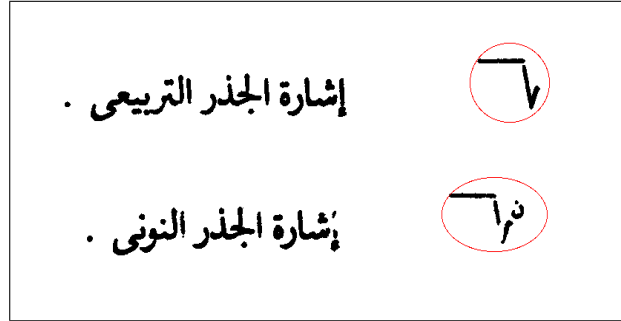 إشارة الجذر التربيعى .
ن إشارة الجذر النونى .